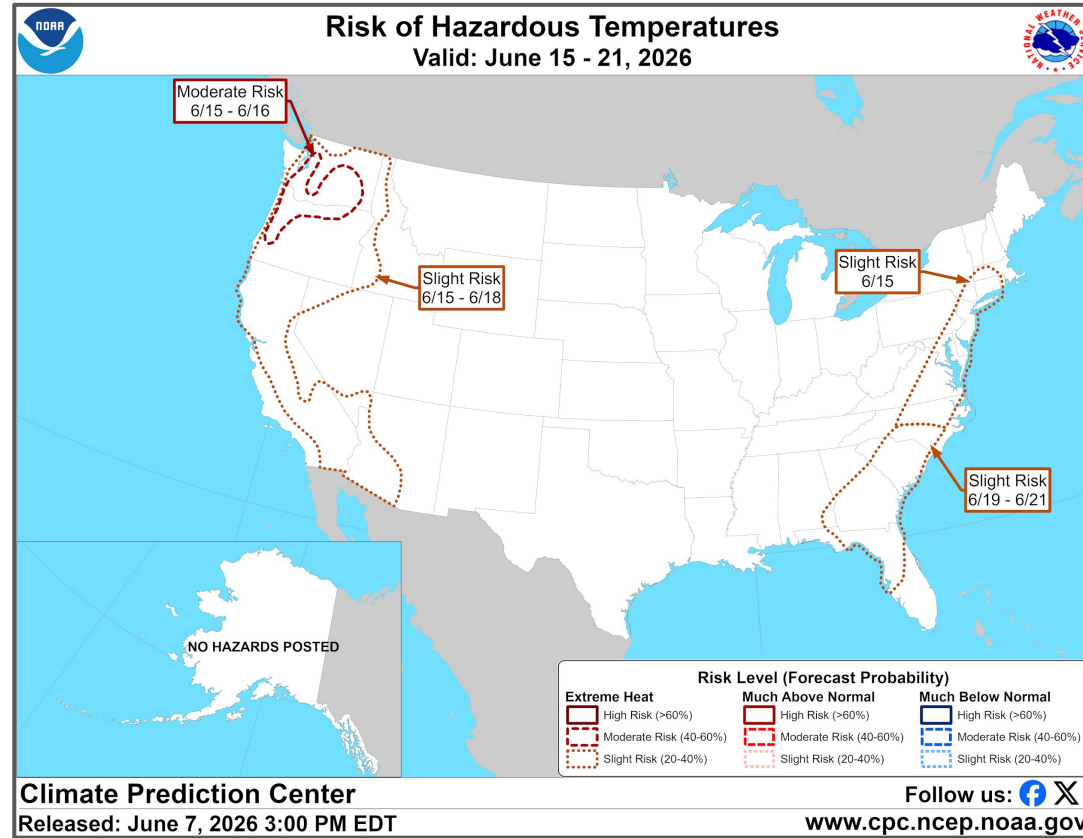 NOAA
Risk of Hazardous Temperatures
Valid: June 15 - 21, 2026
NATIONAL WEATHER SERVICE
Moderate Risk
6/15 - 6/16
Slight Risk
6/15 - 6/18
Slight Risk
6/15
Slight Risk
6/19 - 6/21
NO HAZARDS POSTED
Risk Level (Forecast Probability)
Extreme Heat
High Risk (>60%)
Moderate Risk (40-60%)
Slight Risk (20-40%)
Much Above Normal
High Risk (>60%)
Moderate Risk (40-60%)
Slight Risk (20-40%)
Much Below Normal
High Risk (>60%)
Moderate Risk (40-60%)
Slight Risk (20-40%)
Climate Prediction Center
Follow us:
Released: June 7, 2026 3:00 PM EDT
www.cpc.ncep.noaa.gov